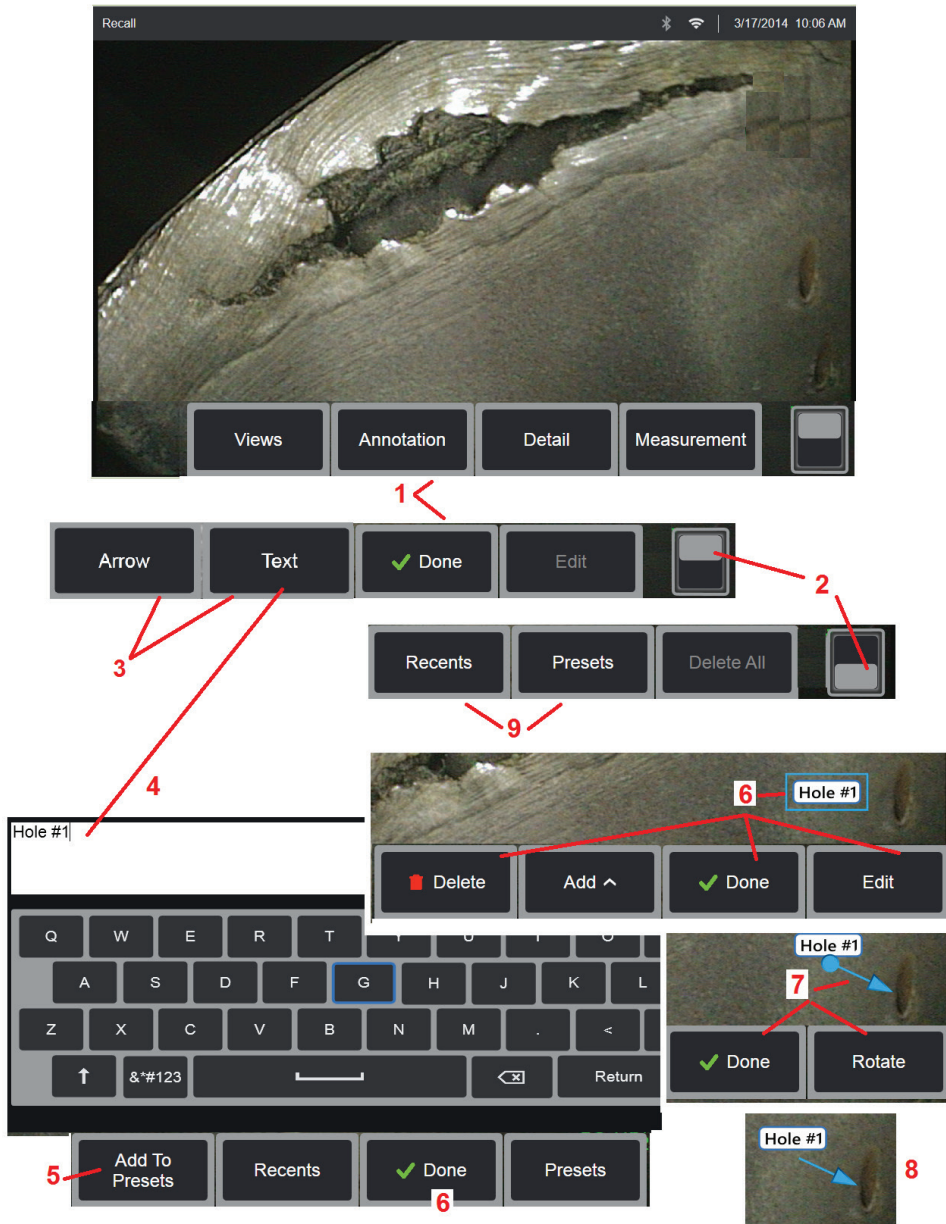 Recall
3/17/2014 10:06 AM
Views Annotation Detail Measurement
1
Arrow Text Done Edit
2
3
Recents Presets Delete All
9
4
6 Hole #1
Hole #1
Delete Add Done Edit
Q W E R T Y U I O
Hole #1
A S D F G H J K L
7
Z X C V B N M . <
Done Rotate
&*#123 Return
Hole #1
8
5 Add To
Presets
Recents Done Presets
6